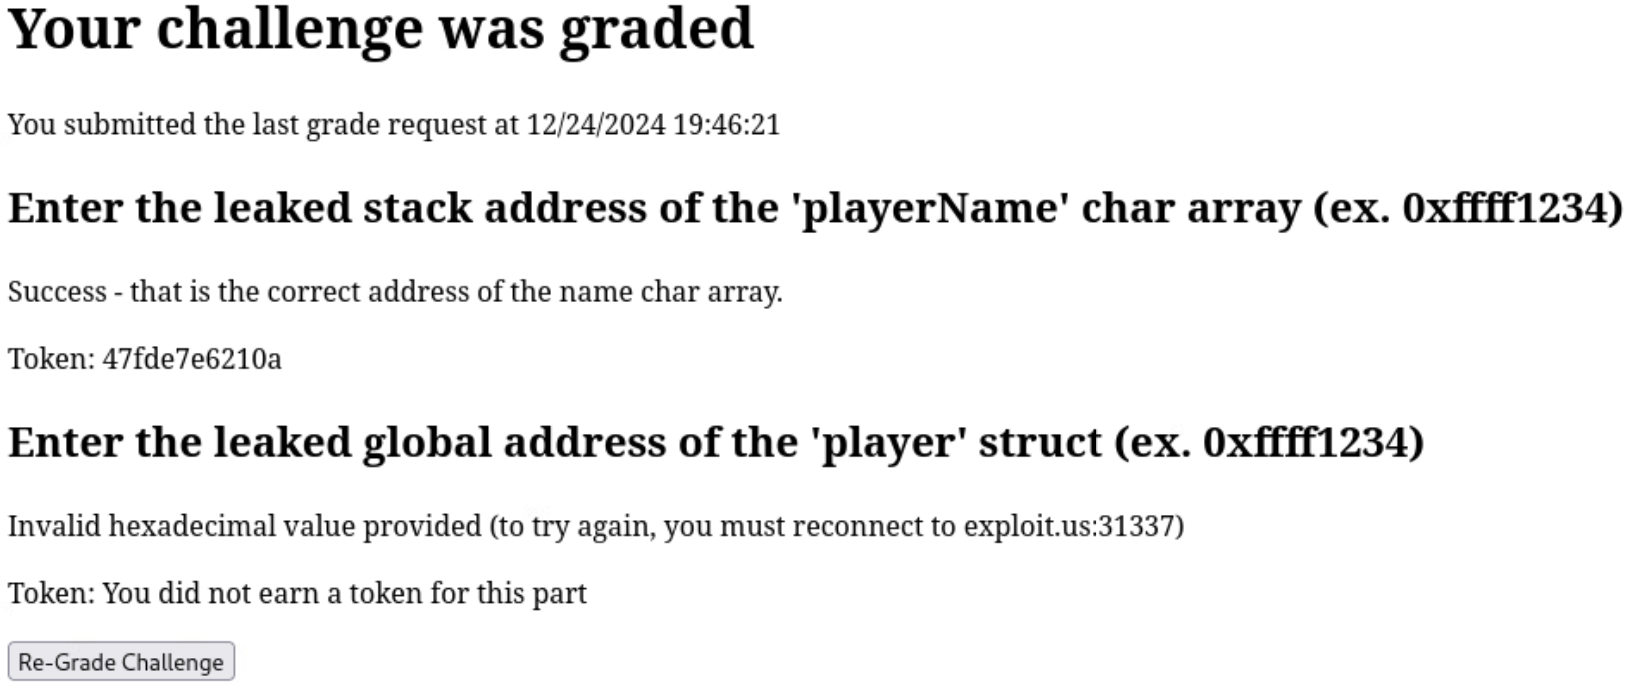 Your challenge was graded
You submitted the last grade request at 12/24/2024 19:46:21
Enter the leaked stack address of the 'playerName' char array (ex. 0xffff1234)
Success - that is the correct address of the name char array.
Token: 47fde7e6210a
Enter the leaked global address of the 'player' struct (ex. 0xffff1234)
Invalid hexadecimal value provided (to try again, you must reconnect to exploit.us:31337)
Token: You did not earn a token for this part
Re-Grade Challenge